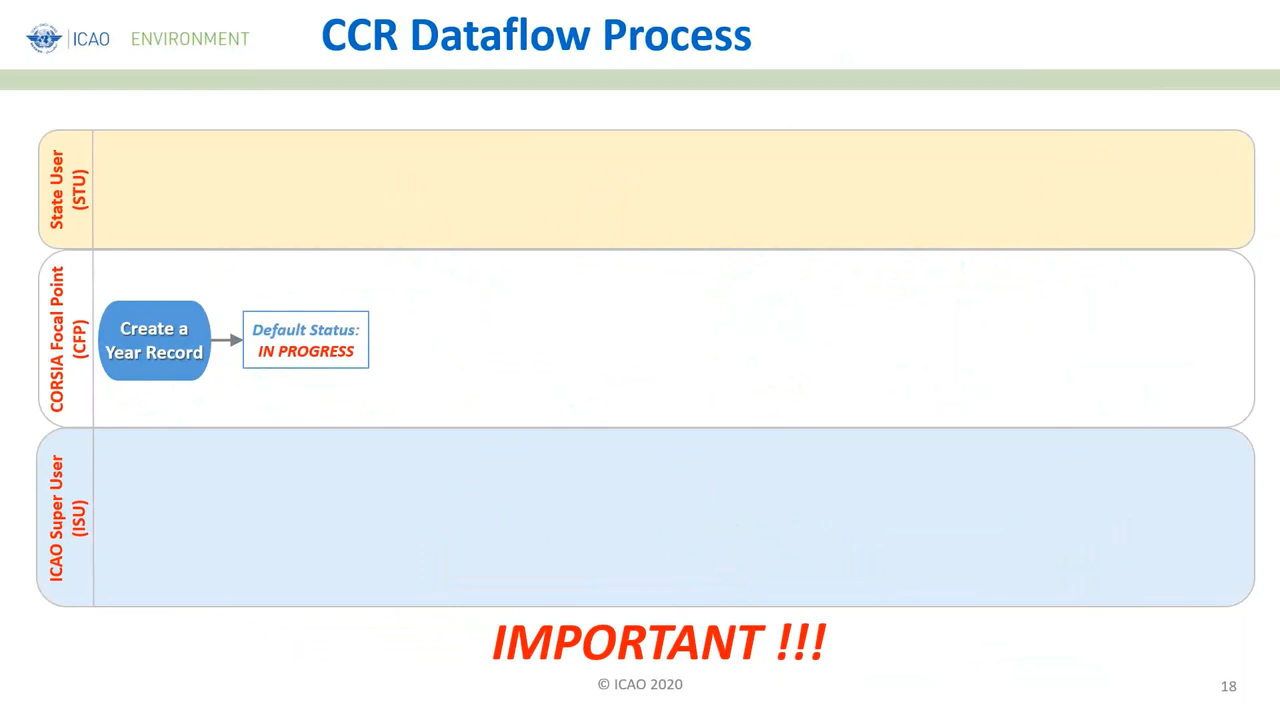 ICAO ENVIRONMENT
CCR Dataflow Process
State User
(STU)
CORSIA Focal Point
(CFP)
Create a
Year Record
Default Status:
IN PROGRESS
ICAO Super User
(ISU)
IMPORTANT !!!
© ICAO 2020
18